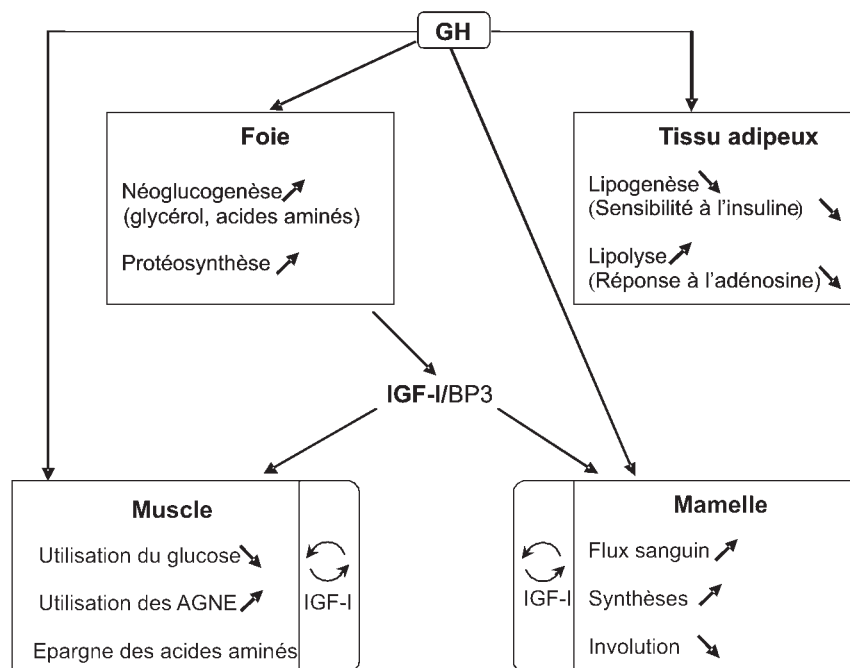 GH
Foie
Néoglucogenèse
(glycérol, acides aminés)
Protéosynthèse
Tissu adipeux
Lipogenèse
(Sensibilité à l'insuline)
Lipolyse
(Réponse à l'adénosine)
IGF-I/BP3
Muscle
Utilisation du glucose
Utilisation des AGNE
Epargne des acides aminés
IGF-I
IGF-I
Mamelle
Flux sanguin
Synthèses
Involution